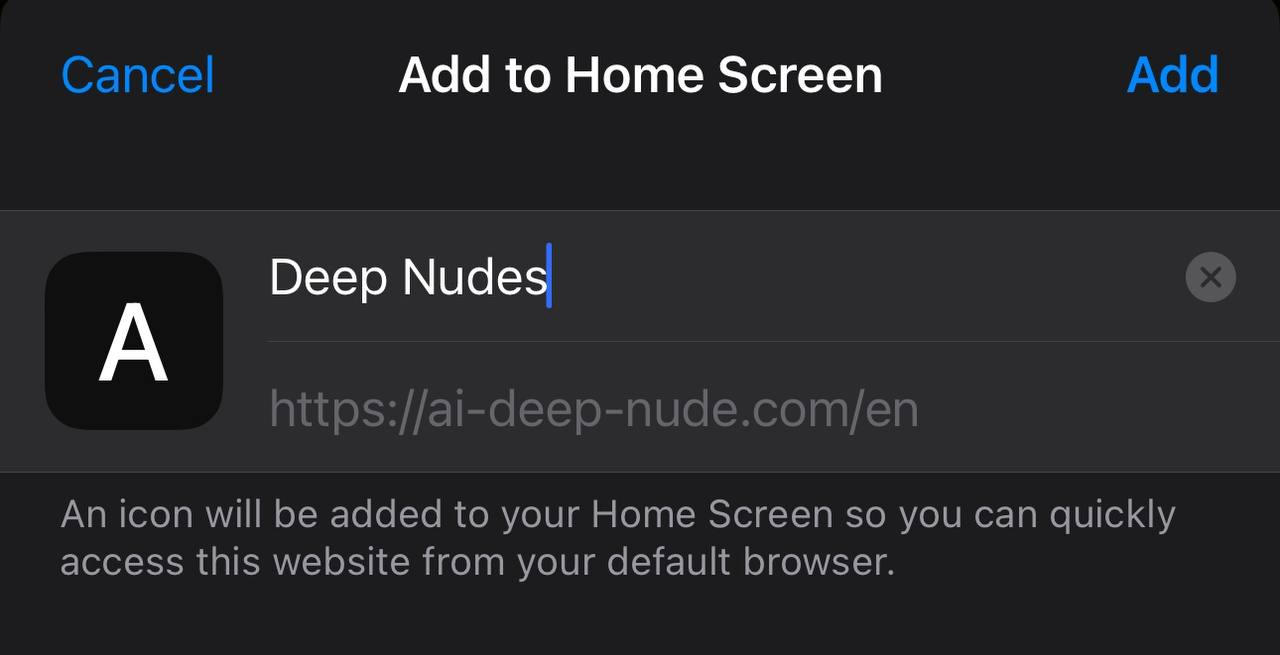 Cancel Add to Home Screen Add
A
Deep Nudes
https://ai-deep-nude.com/en
An icon will be added to your Home Screen so you can quickly
access this website from your default browser.